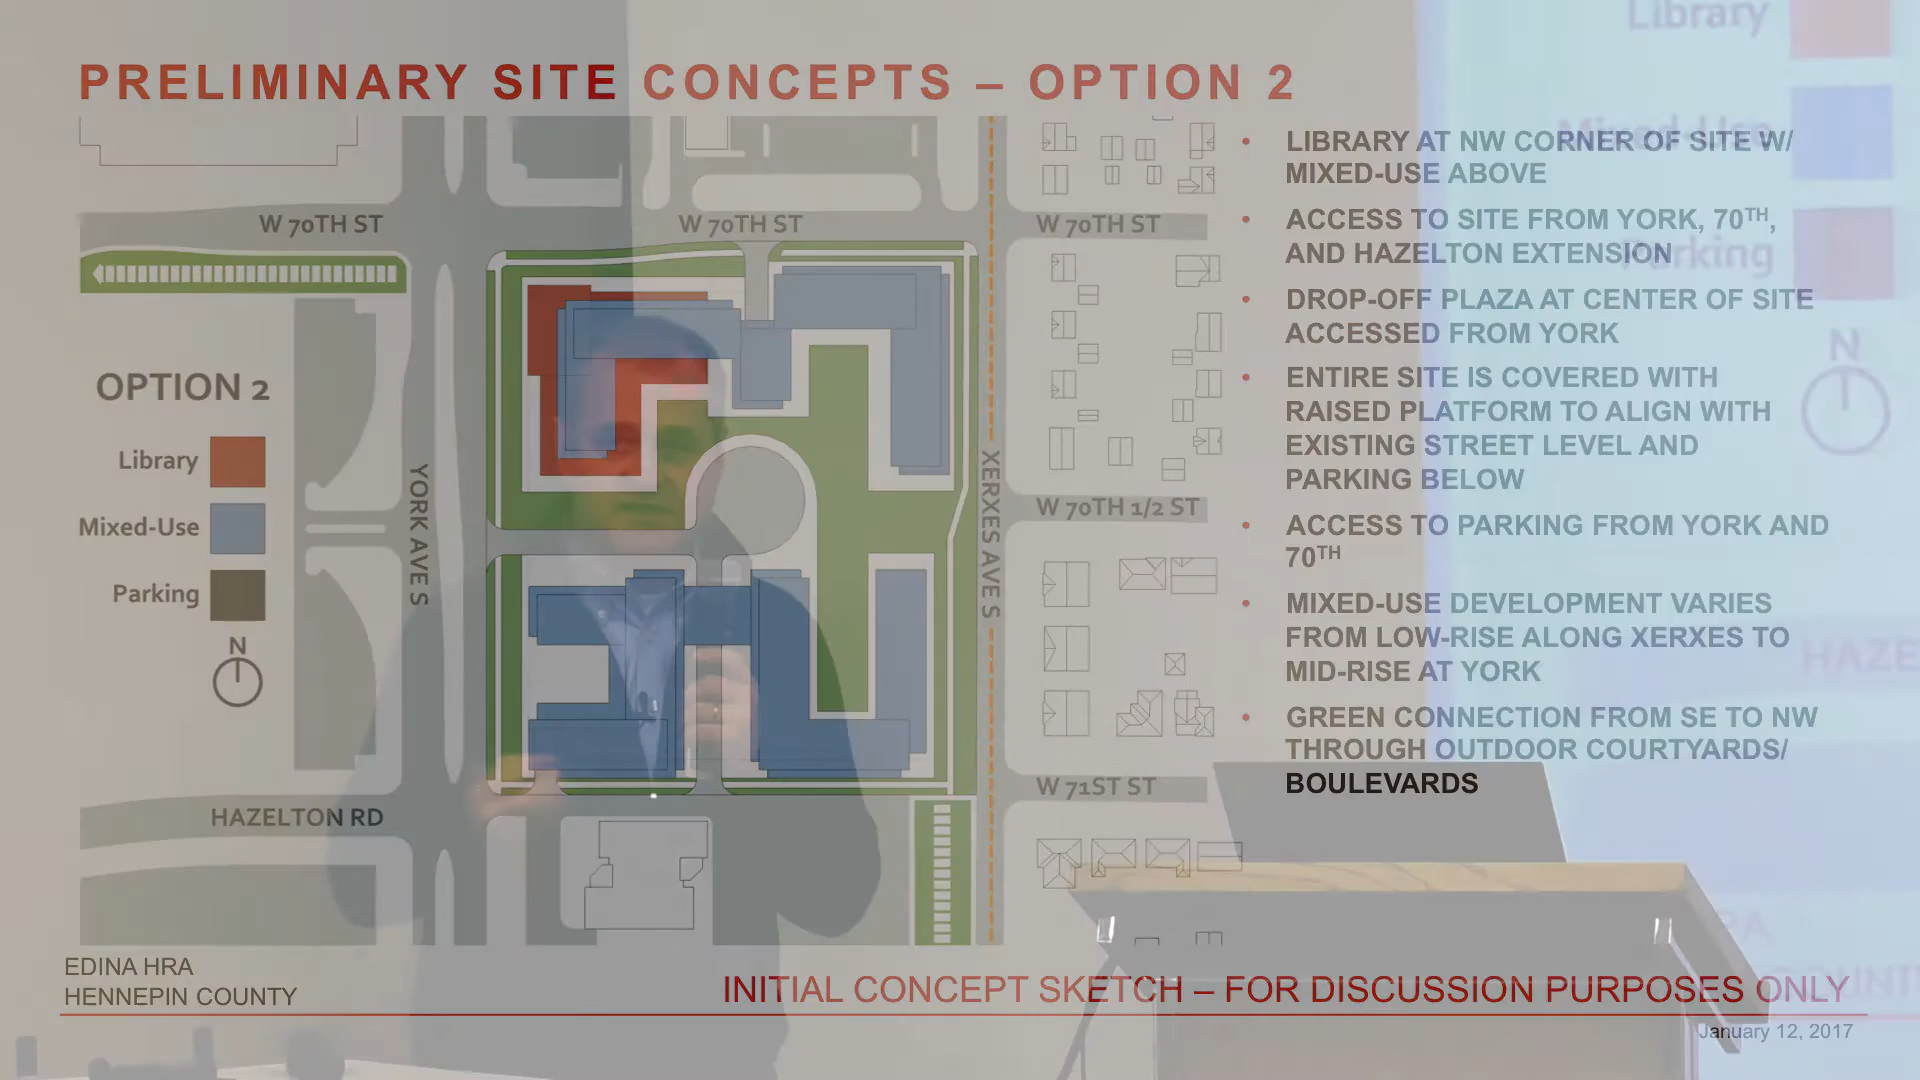 PRELIMINARY SITE CONCEPTS – OPTION 2
W 70TH ST
W 70TH ST
W 70TH ST
OPTION 2
Library
Mixed-Use
Parking
N
YORK AVE S
XERXES AVE S
W 70TH 1/2 ST
W 71ST ST
HAZELTON RD
• LIBRARY AT NW CORNER OF SITE W/
MIXED-USE ABOVE
• ACCESS TO SITE FROM YORK, 70TH,
AND HAZELTON EXTENSION
• DROP-OFF PLAZA AT CENTER OF SITE
ACCESSED FROM YORK
• ENTIRE SITE IS COVERED WITH
RAISED PLATFORM TO ALIGN WITH
EXISTING STREET LEVEL AND
PARKING BELOW
• ACCESS TO PARKING FROM YORK AND
70TH
• MIXED-USE DEVELOPMENT VARIES
FROM LOW-RISE ALONG XERXES TO
MID-RISE AT YORK
• GREEN CONNECTION FROM SE TO NW
THROUGH OUTDOOR COURTYARDS/
BOULEVARDS
Library
Mixed-Use
Parking
N
EDINA HRA
HENNEPIN COUNTY
INITIAL CONCEPT SKETCH – FOR DISCUSSION PURPOSES ONLY
January 12, 2017